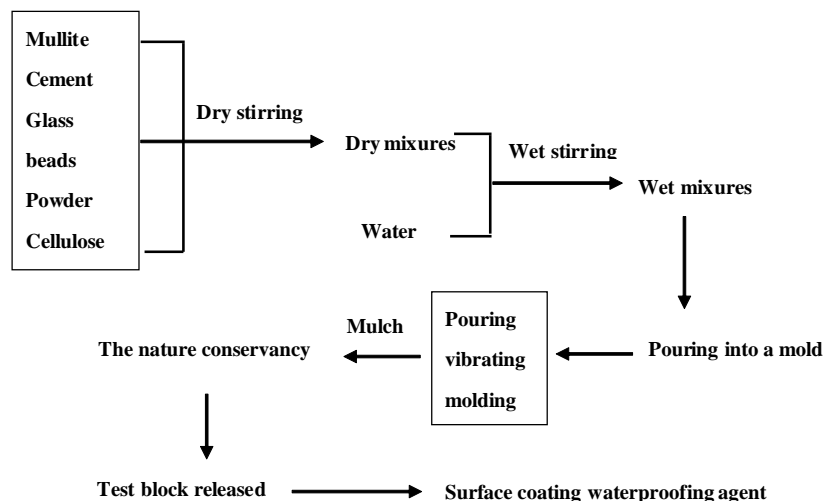 Mullite
Cement
Glass
beads
Powder
Cellulose
Dry stirring
Dry mixures
Water
Wet stirring
Wet mixures
Pouring into a mold
Pouring
vibrating
molding
Mulch
The nature conservancy
Test block released
Surface coating waterproofing agent